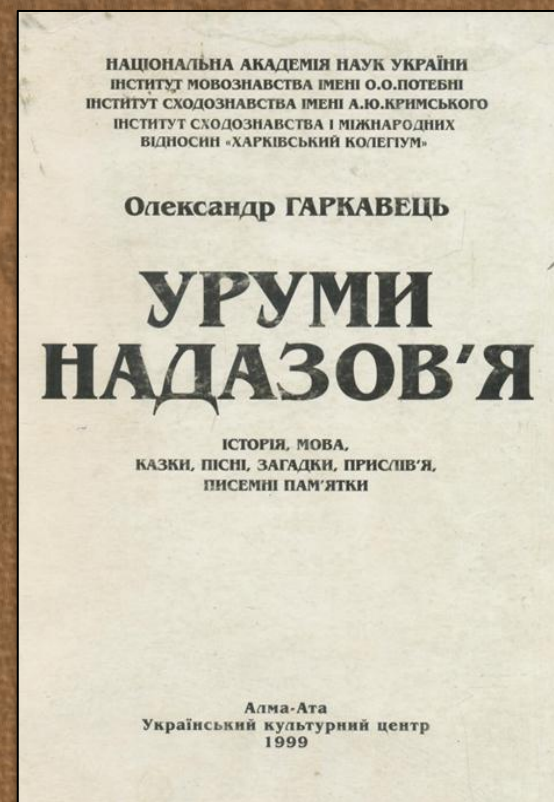 НАЦІОНАЛЬНА АКАДЕМІЯ НАУК УКРАЇНИ
ІНСТИТУТ МОВОЗНАВСТВА ІМЕНІ О.О.ПОТЕБНІ
ІНСТИТУТ СХОДОЗНАВСТВА ІМЕНІ А.Ю.КРИМСЬКОГО
ІНСТИТУТ СХОДОЗНАВСТВА І МІЖНАРОДНИХ
ВІДНОСИН «ХАРКІВСЬКИЙ КОЛЕГІУМ»
Олександр ГАРКАВЕЦЬ
УРУМИ
НАДАЗОВ'Я
ІСТОРІЯ, МОВА,
КАЗКИ, ПІСНІ, ЗАГАДКИ, ПРИСЛІВ'Я,
ПИСЕМНІ ПАМ'ЯТКИ
Алма-Ата
Український культурний центр
1999